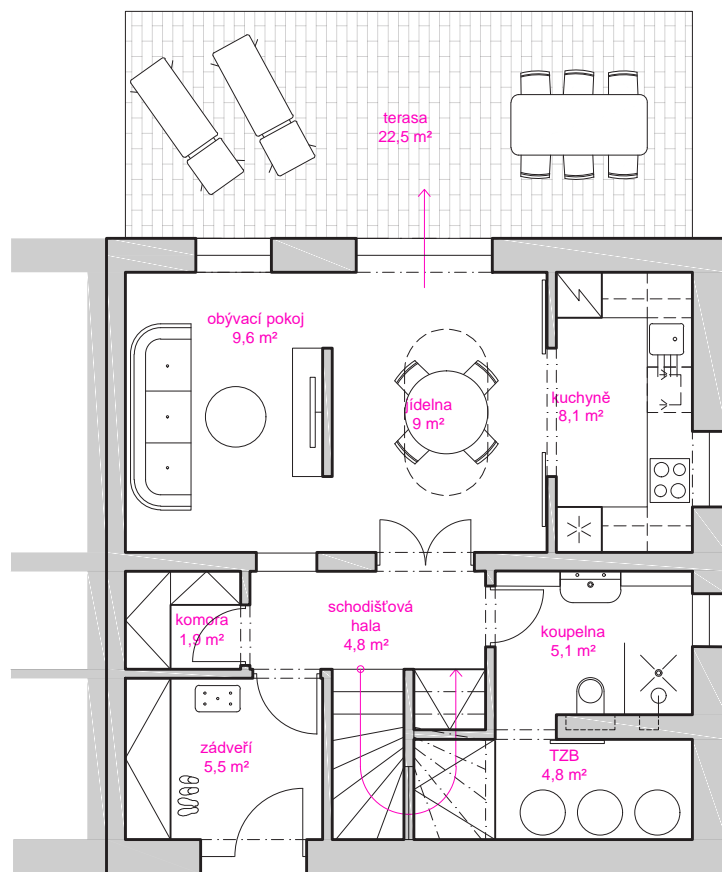 terasa
22,5 m²
obývací pokoj
9,6 m²
jídelna
9 m²
kuchyně
8,1 m²
schodišťová
hala
4,8 m²
komora
1,9 m²
koupelna
5,1 m²
zádveří
5,5 m²
TZB
4,8 m²